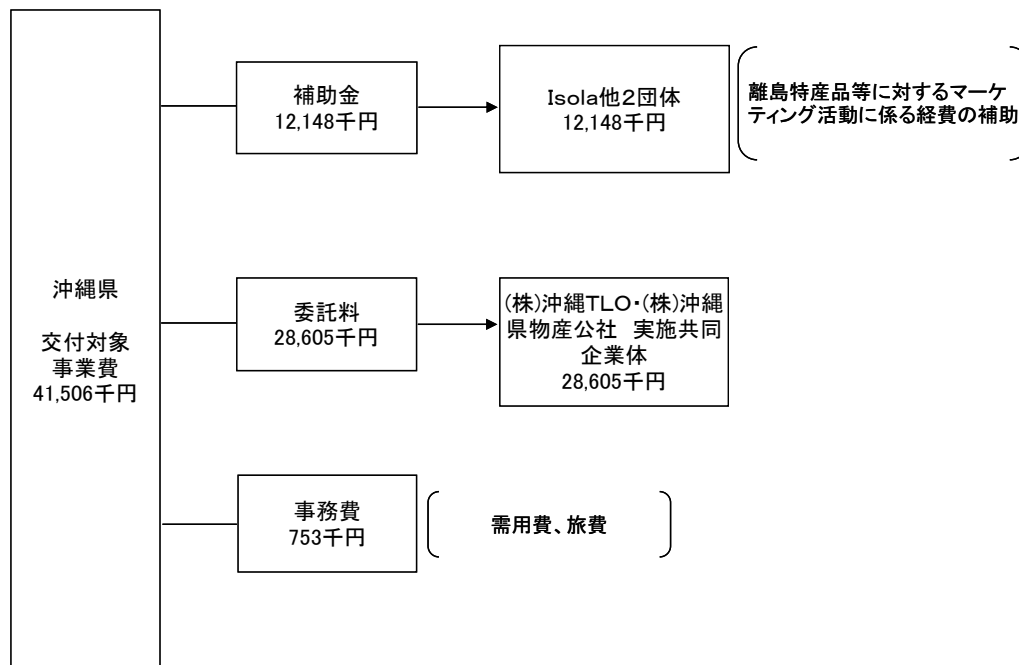 沖縄県
交付対象
事業費
41,506千円
補助金
12,148千円
Isola他2団体
12,148千円
離島特産品等に対するマーケ
ティング活動に係る経費の補助
委託料
28,605千円
(株)沖縄TLO・(株)沖縄
県物産公社　実施共同
企業体
28,605千円
事務費
753千円
需用費、旅費